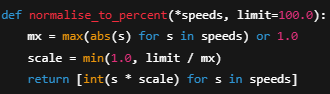 def normalise_to_percent(*speeds, limit=100.0):
    mx = max(abs(s) for s in speeds) or 1.0
    scale = min(1.0, limit / mx)
    return [int(s * scale) for s in speeds]